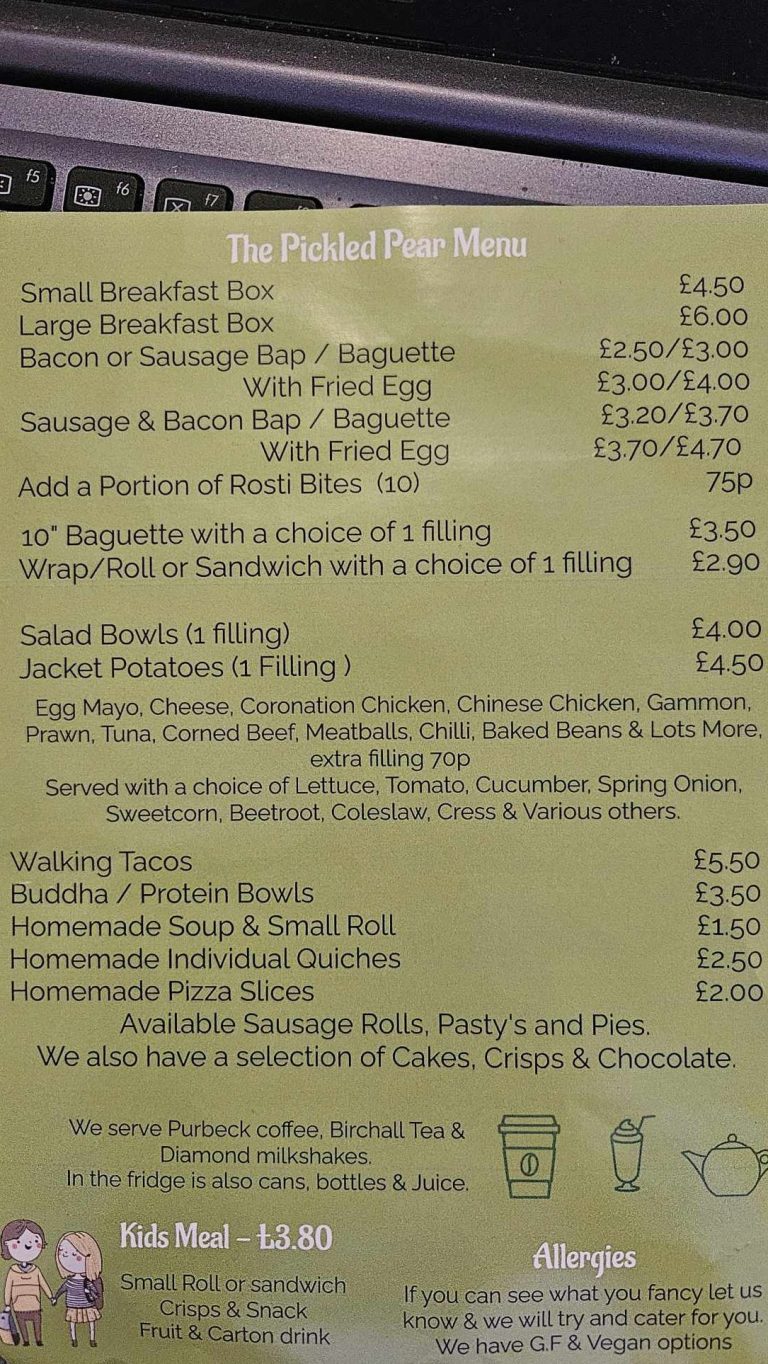 f5
f6
f7
The Pickled Pear Menu
Small Breakfast Box £4.50
Large Breakfast Box £6.00
Bacon or Sausage Bap / Baguette £2.50/£3.00
With Fried Egg £3.00/£4.00
Sausage & Bacon Bap / Baguette £3.20/£3.70
With Fried Egg £3.70/£4.70
Add a Portion of Rosti Bites (10) 75p
10" Baguette with a choice of 1 filling £3.50
Wrap/Roll or Sandwich with a choice of 1 filling £2.90
Salad Bowls (1 filling) £4.00
Jacket Potatoes (1 Filling ) £4.50
Egg Mayo, Cheese, Coronation Chicken, Chinese Chicken, Gammon,
Prawn, Tuna, Corned Beef, Meatballs, Chilli, Baked Beans & Lots More,
extra filling 70p
Served with a choice of Lettuce, Tomato, Cucumber, Spring Onion,
Sweetcorn, Beetroot, Coleslaw, Cress & Various others.
Walking Tacos £5.50
Buddha / Protein Bowls £3.50
Homemade Soup & Small Roll £1.50
Homemade Individual Quiches £2.50
Homemade Pizza Slices £2.00
Available Sausage Rolls, Pasty's and Pies.
We also have a selection of Cakes, Crisps & Chocolate.
We serve Purbeck coffee, Birchall Tea &
Diamond milkshakes.
In the fridge is also cans, bottles & Juice.
Kids Meal – £3.80
Small Roll or sandwich
Crisps & Snack
Fruit & Carton drink
Allergies
If you can see what you fancy let us
know & we will try and cater for you.
We have G.F & Vegan options